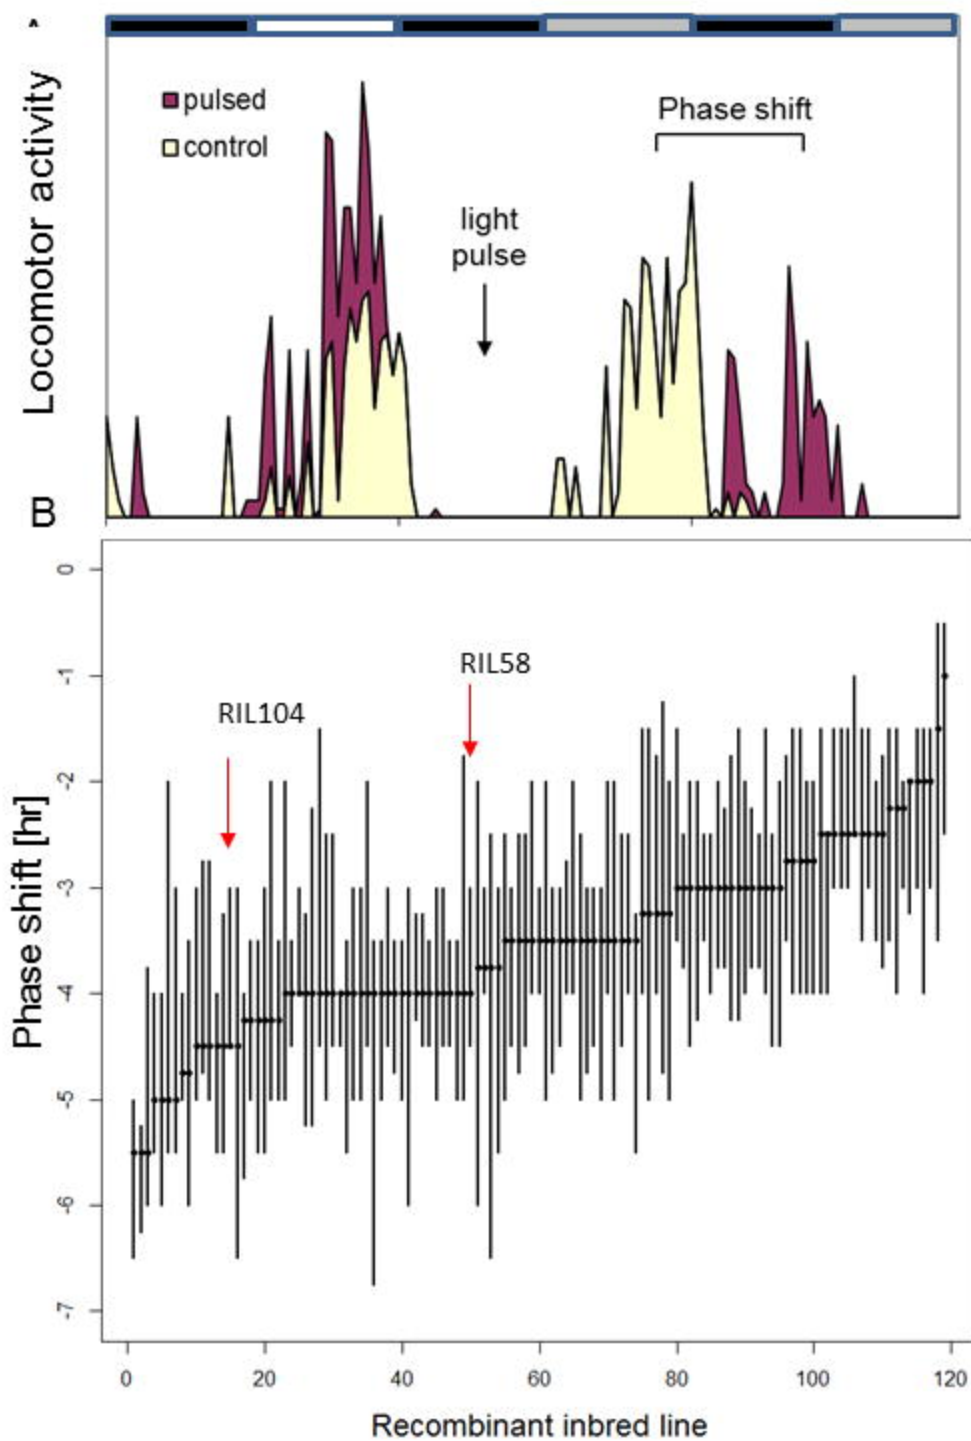 A
Locomotor activity
pulsed
control
light
pulse
Phase shift
B
Phase shift [hr]
0
-1
-2
-3
-4
-5
-6
-7
RIL104
RIL58
0 20 40 60 80 100 120
Recombinant inbred line